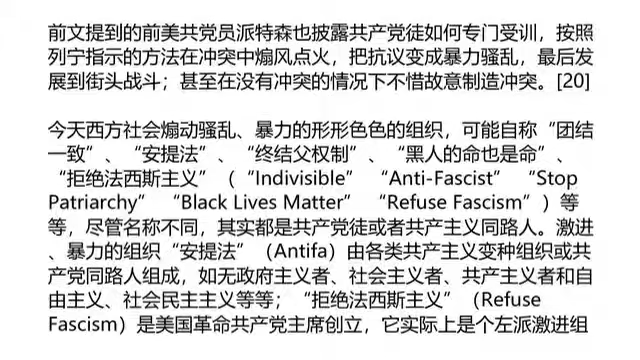 前文提到的前美共党员派特森也披露共产党徒如何专门受训，按照
列宁指示的方法在冲突中煽风点火，把抗议变成暴力骚乱，最后发
展到街头战斗；甚至在没有冲突的情况下不惜故意制造冲突。[20]
今天西方社会煽动骚乱、暴力的形形色色的组织，可能自称“团结
一致”、“安提法”、“终结父权制”、“黑人的命也是命”、
“拒绝法西斯主义”（“Indivisible” “Anti-Fascist” “Stop
Patriarchy” “Black Lives Matter” “Refuse Fascism”）等
等，尽管名称不同，其实都是共产党徒或者共产主义同路人。激进
、暴力的组织“安提法”（Antifa）由各类共产主义变种组织或共
产党同路人组成，如无政府主义者、社会主义者、共产主义者和自
由主义、社会民主主义等等；“拒绝法西斯主义”（Refuse
Fascism）是美国革命共产党主席创立，它实际上是个左派激进组